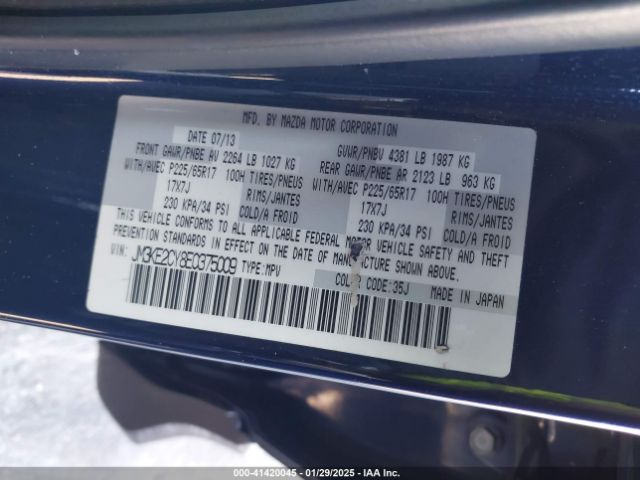 MFD. BY MAZDA MOTOR CORPORATION
DATE 07/13 GVWR/PNBV 4381 LB 1987 KG
FRONT GAWR/PNBE AV 2264 LB 1027 KG REAR GAWR/PNBE AR 2123 LB 963 KG
WITH/AVEC P225/65R17 100H TIRES/PNEUS WITH/AVEC P225/65R17 100H TIRES/PNEUS
17X7J RIMS/JANTES 17X7J RIMS/JANTES
230 KPA/34 PSI COLD/A FROID 230 KPA/34 PSI COLD/A FROID
THIS VEHICLE CONFORMS TO ALL APPLICABLE FEDERAL MOTOR VEHICLE SAFETY AND THEFT
PREVENTION STANDARDS IN EFFECT ON THE DATE OF MANUFACTURE SHOWN ABOVE.
VIN: JM3KE2CY8E0375009 TYPE:MPV COLOR CODE:35J MADE IN JAPAN
000-41420045 - 01/29/2025 - IAA Inc.